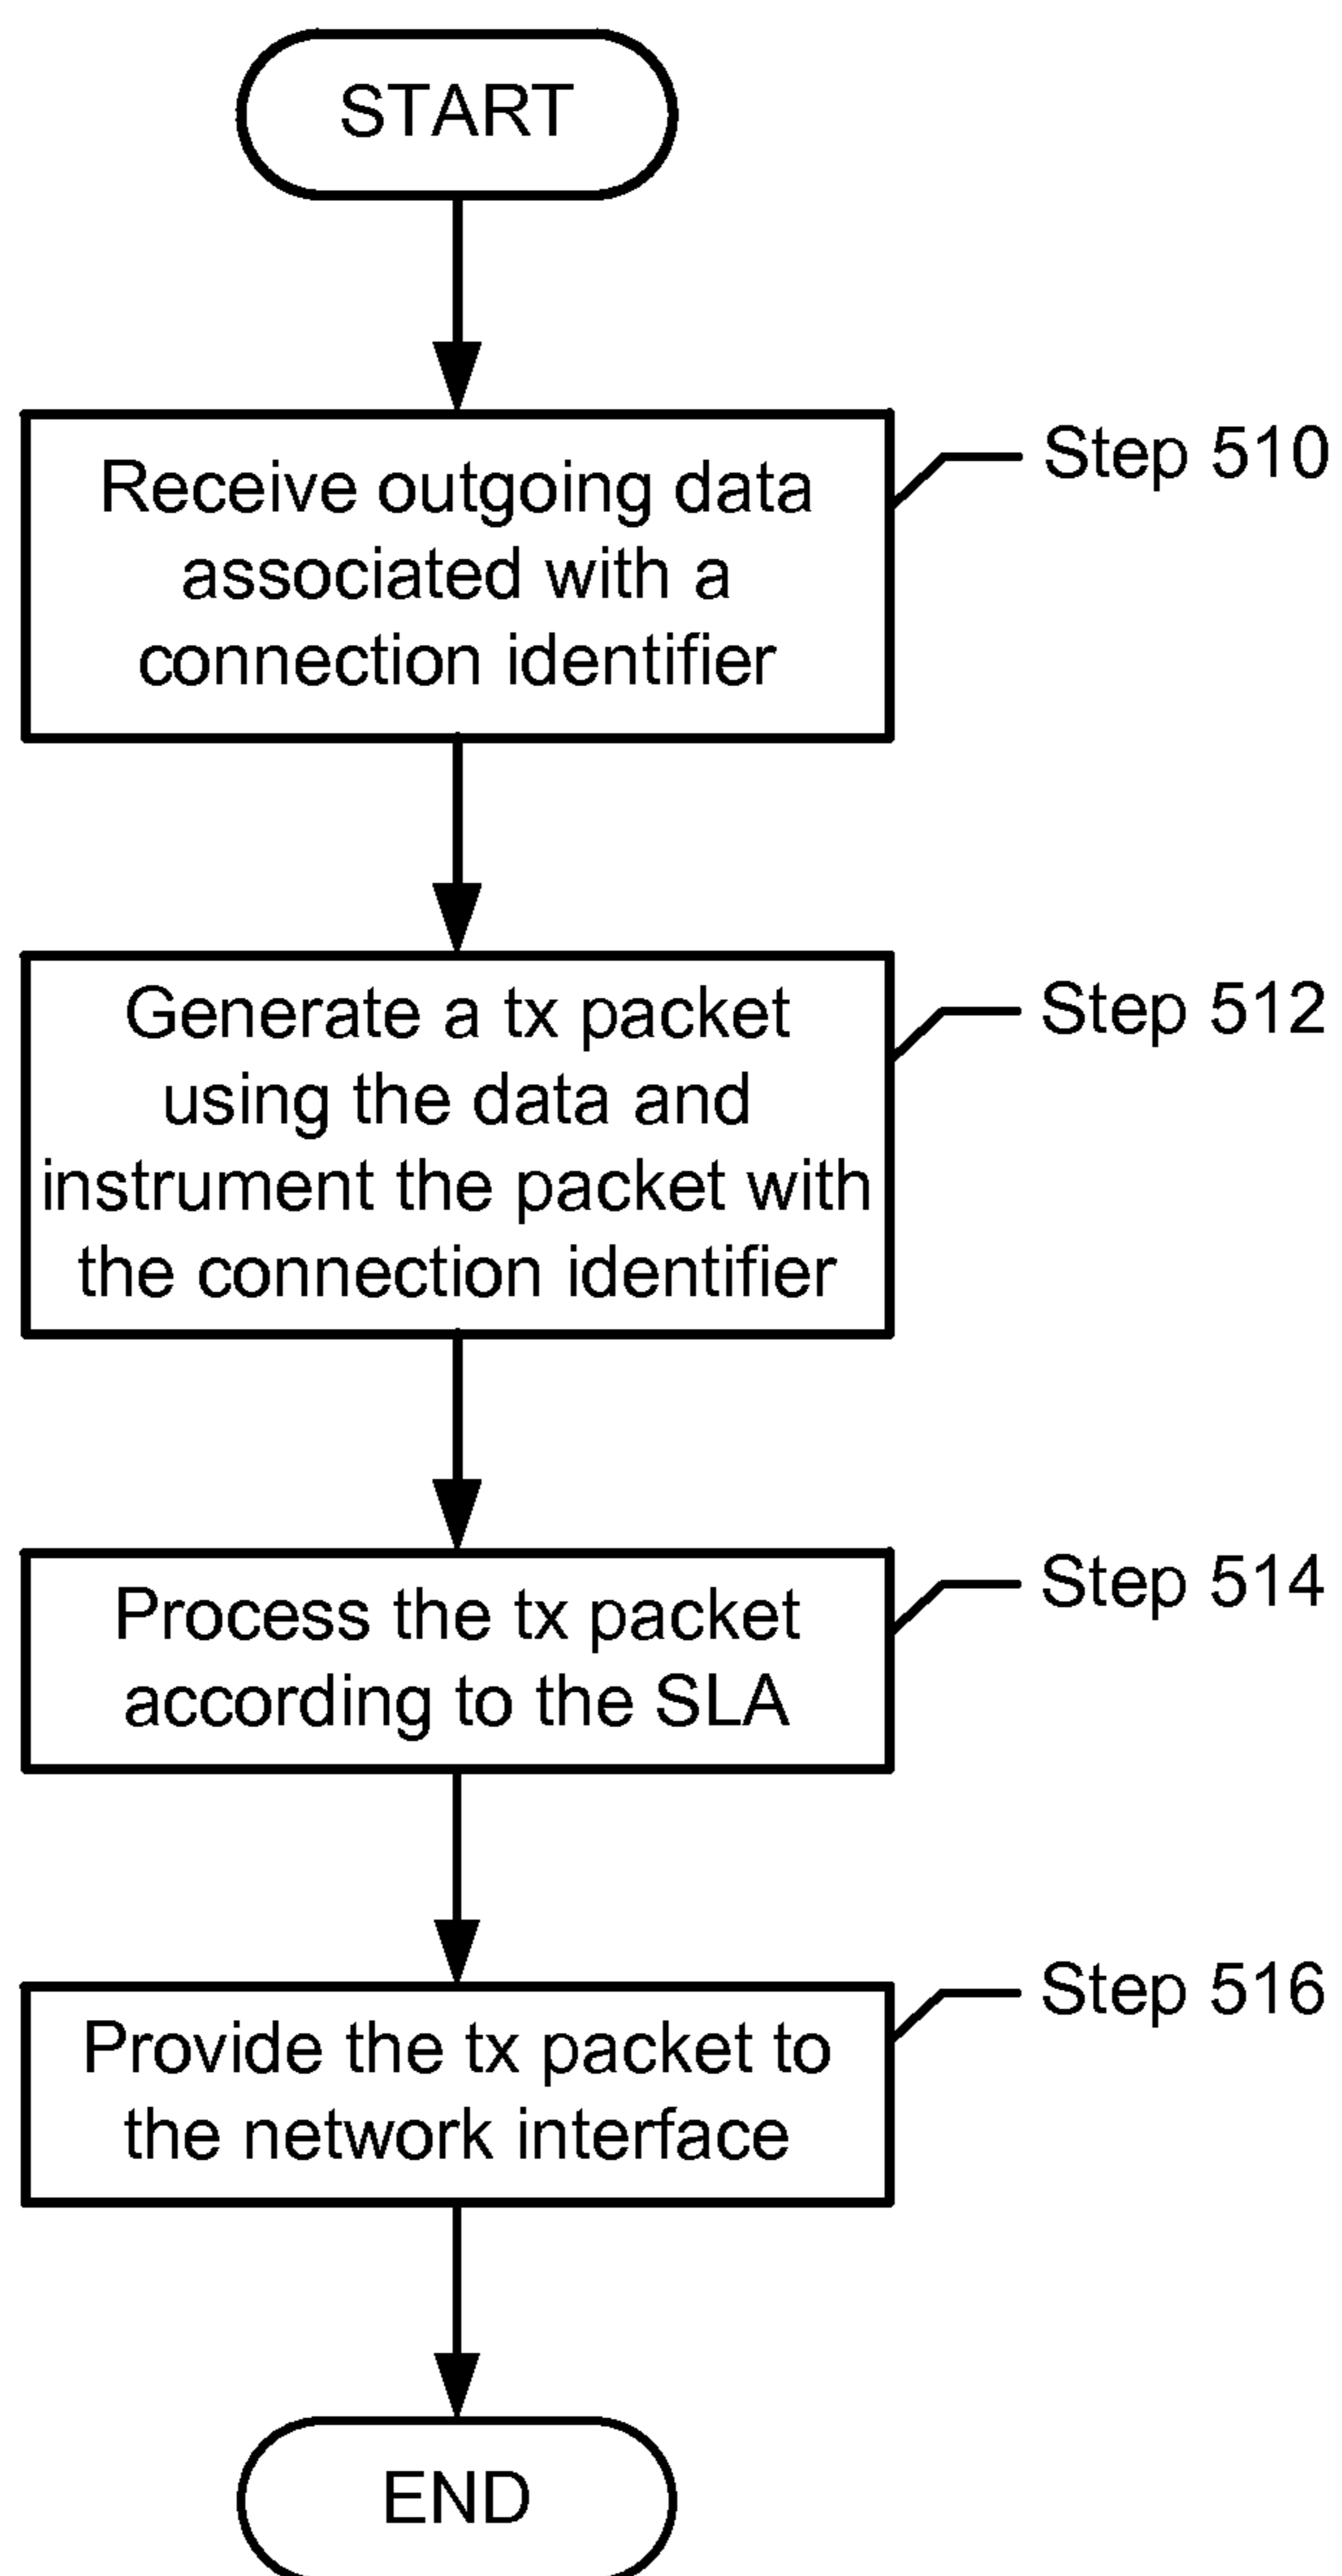 START
Receive outgoing data
associated with a
connection identifier
Step 510
Generate a tx packet
using the data and
instrument the packet with
the connection identifier
Step 512
Process the tx packet
according to the SLA
Step 514
Provide the tx packet to
the network interface
Step 516
END